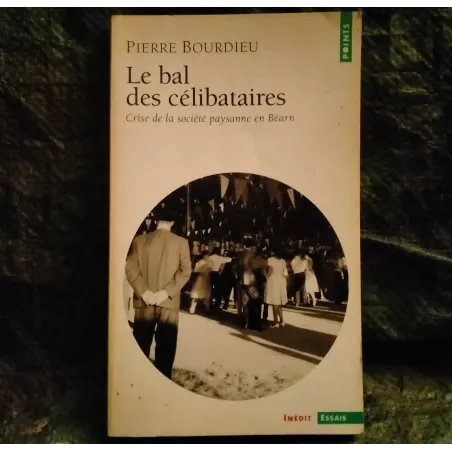 POINTS
PIERRE BOURDIEU
Le bal
des célibataires
Crise de la société paysanne en Béarn
INÉDIT ESSAIS